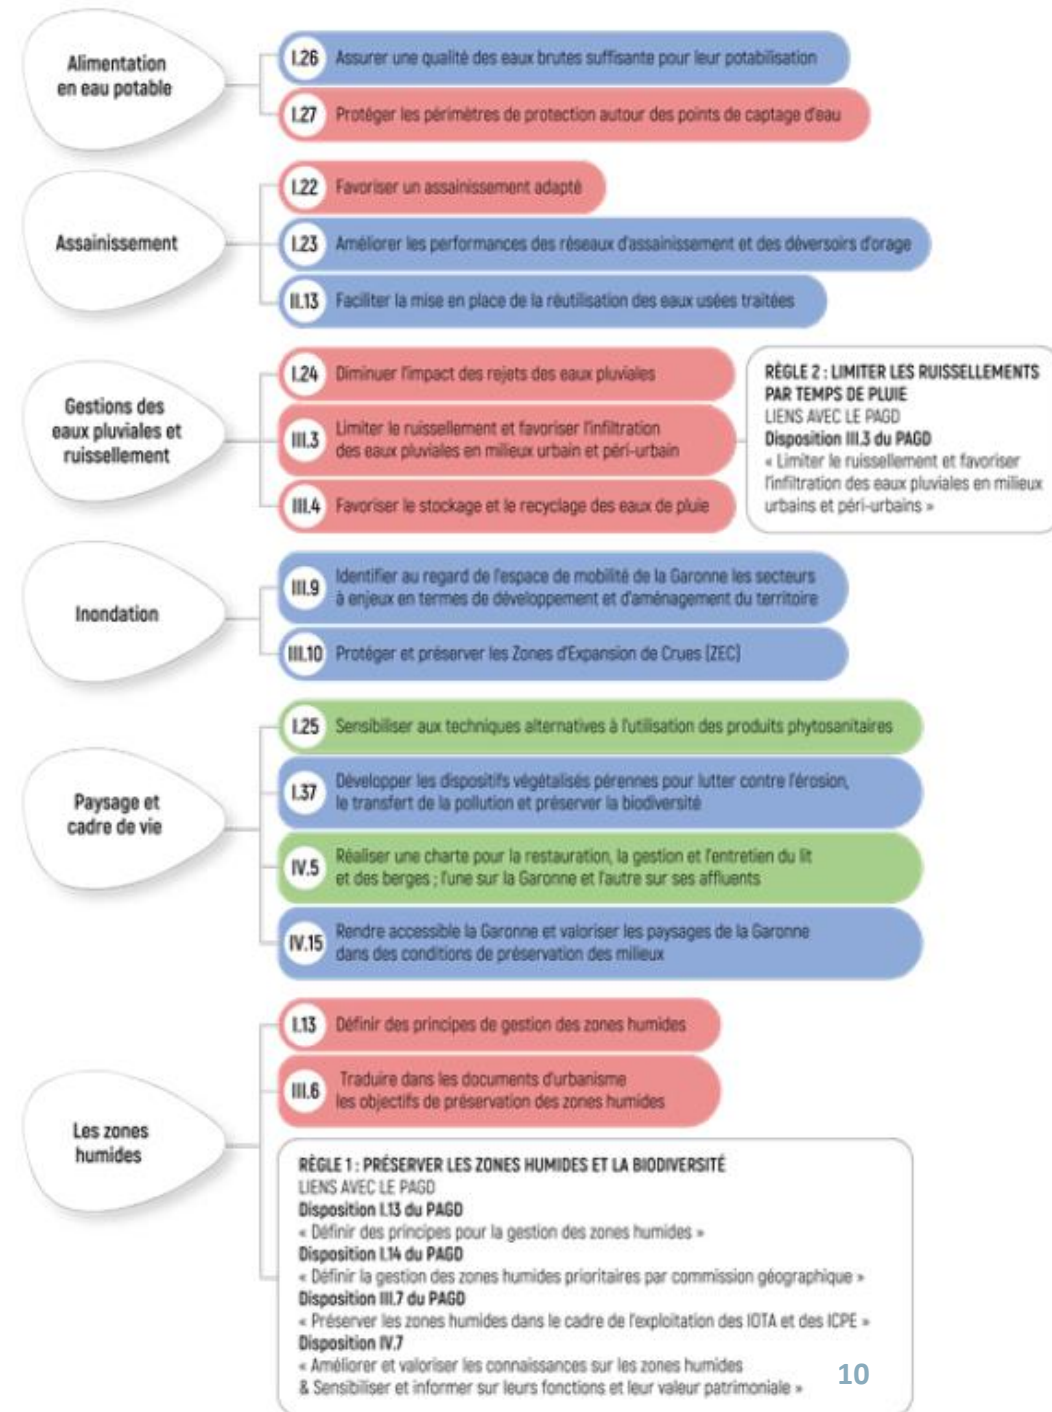 Alimentation
en eau potable
I.26 Assurer une qualité des eaux brutes suffisante pour leur potabilisation
I.27 Protéger les périmètres de protection autour des points de captage d'eau
Assainissement
I.22 Favoriser un assainissement adapté
I.23 Améliorer les performances des réseaux d'assainissement et des déversoirs d'orage
II.13 Faciliter la mise en place de la réutilisation des eaux usées traitées
Gestions des
eaux pluviales et
ruissellement
I.24 Diminuer l'impact des rejets des eaux pluviales
III.3 Limiter le ruissellement et favoriser l'infiltration
des eaux pluviales en milieux urbain et péri-urbain
III.4 Favoriser le stockage et le recyclage des eaux de pluie
RÈGLE 2 : LIMITER LES RUISSELLEMENTS
PAR TEMPS DE PLUIE
LIENS AVEC LE PAGD
Disposition III.3 du PAGD
« Limiter le ruissellement et favoriser
l'infiltration des eaux pluviales en milieux
urbains et péri-urbains »
Inondation
III.9 Identifier au regard de l'espace de mobilité de la Garonne les secteurs
à enjeux en termes de développement et d'aménagement du territoire
III.10 Protéger et préserver les Zones d'Expansion de Crues (ZEC)
Paysage et
cadre de vie
I.25 Sensibiliser aux techniques alternatives à l'utilisation des produits phytosanitaires
I.37 Développer les dispositifs végétalisés pérennes pour lutter contre l'érosion,
le transfert de la pollution et préserver la biodiversité
IV.5 Réaliser une charte pour la restauration, la gestion et l'entretien du lit
et des berges ; l'une sur la Garonne et l'autre sur ses affluents
IV.15 Rendre accessible la Garonne et valoriser les paysages de la Garonne
dans des conditions de préservation des milieux
Les zones
humides
I.13 Définir des principes de gestion des zones humides
III.6 Traduire dans les documents d'urbanisme
les objectifs de préservation des zones humides
RÈGLE 1 : PRÉSERVER LES ZONES HUMIDES ET LA BIODIVERSITÉ
LIENS AVEC LE PAGD
Disposition I.13 du PAGD
« Définir des principes pour la gestion des zones humides »
Disposition I.14 du PAGD
« Définir la gestion des zones humides prioritaires par commission géographique »
Disposition III.7 du PAGD
« Préserver les zones humides dans le cadre de l'exploitation des IOTA et des ICPE »
Disposition IV.7
« Améliorer et valoriser les connaissances sur les zones humides
& Sensibiliser et informer sur leurs fonctions et leur valeur patrimoniale »
10